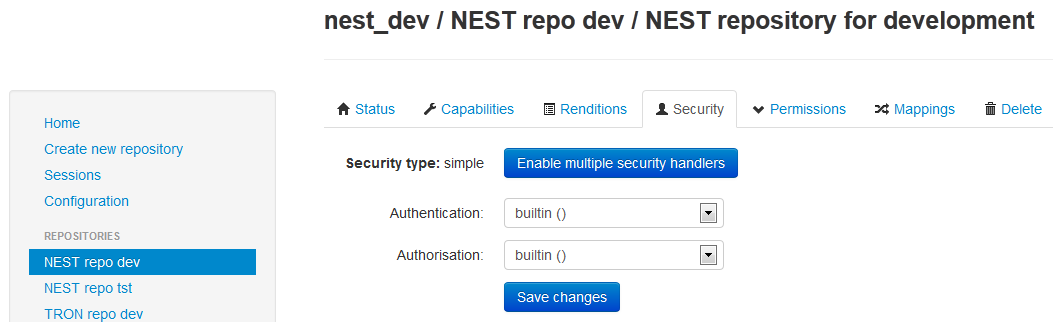 nest_dev / NEST repo dev / NEST repository for development
Home
Create new repository
Sessions
Configuration
REPOSITORIES
NEST repo dev
NEST repo tst
TRON repo dev
Status Capabilities Renditions Security Permissions Mappings Delete
Security type: simple Enable multiple security handlers
Authentication: builtin ()
Authorisation: builtin ()
Save changes